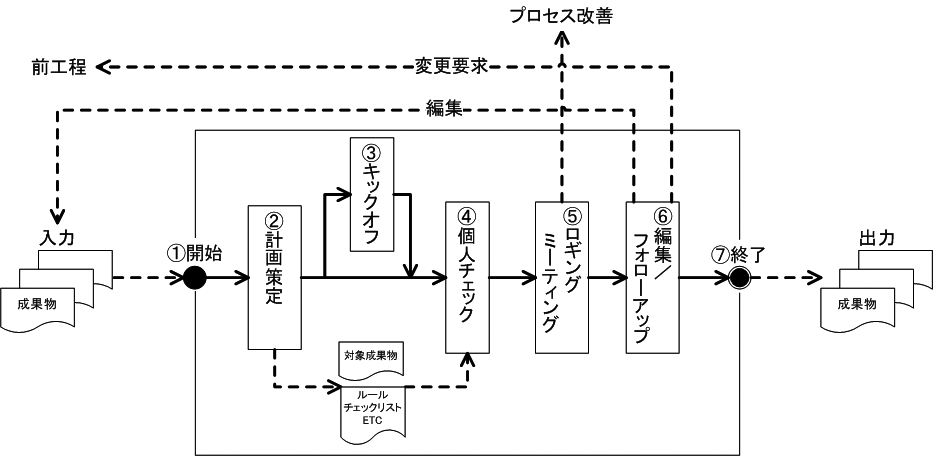 プロセス改善
前工程
変更要求
編集
③キックオフ
入力
①開始
成果物
②計画策定
④個人チェック
⑤ロギング
ミーティング
⑥編集／
フォローアップ
⑦終了
出力
成果物
対象成果物
ルール
チェックリスト
ETC